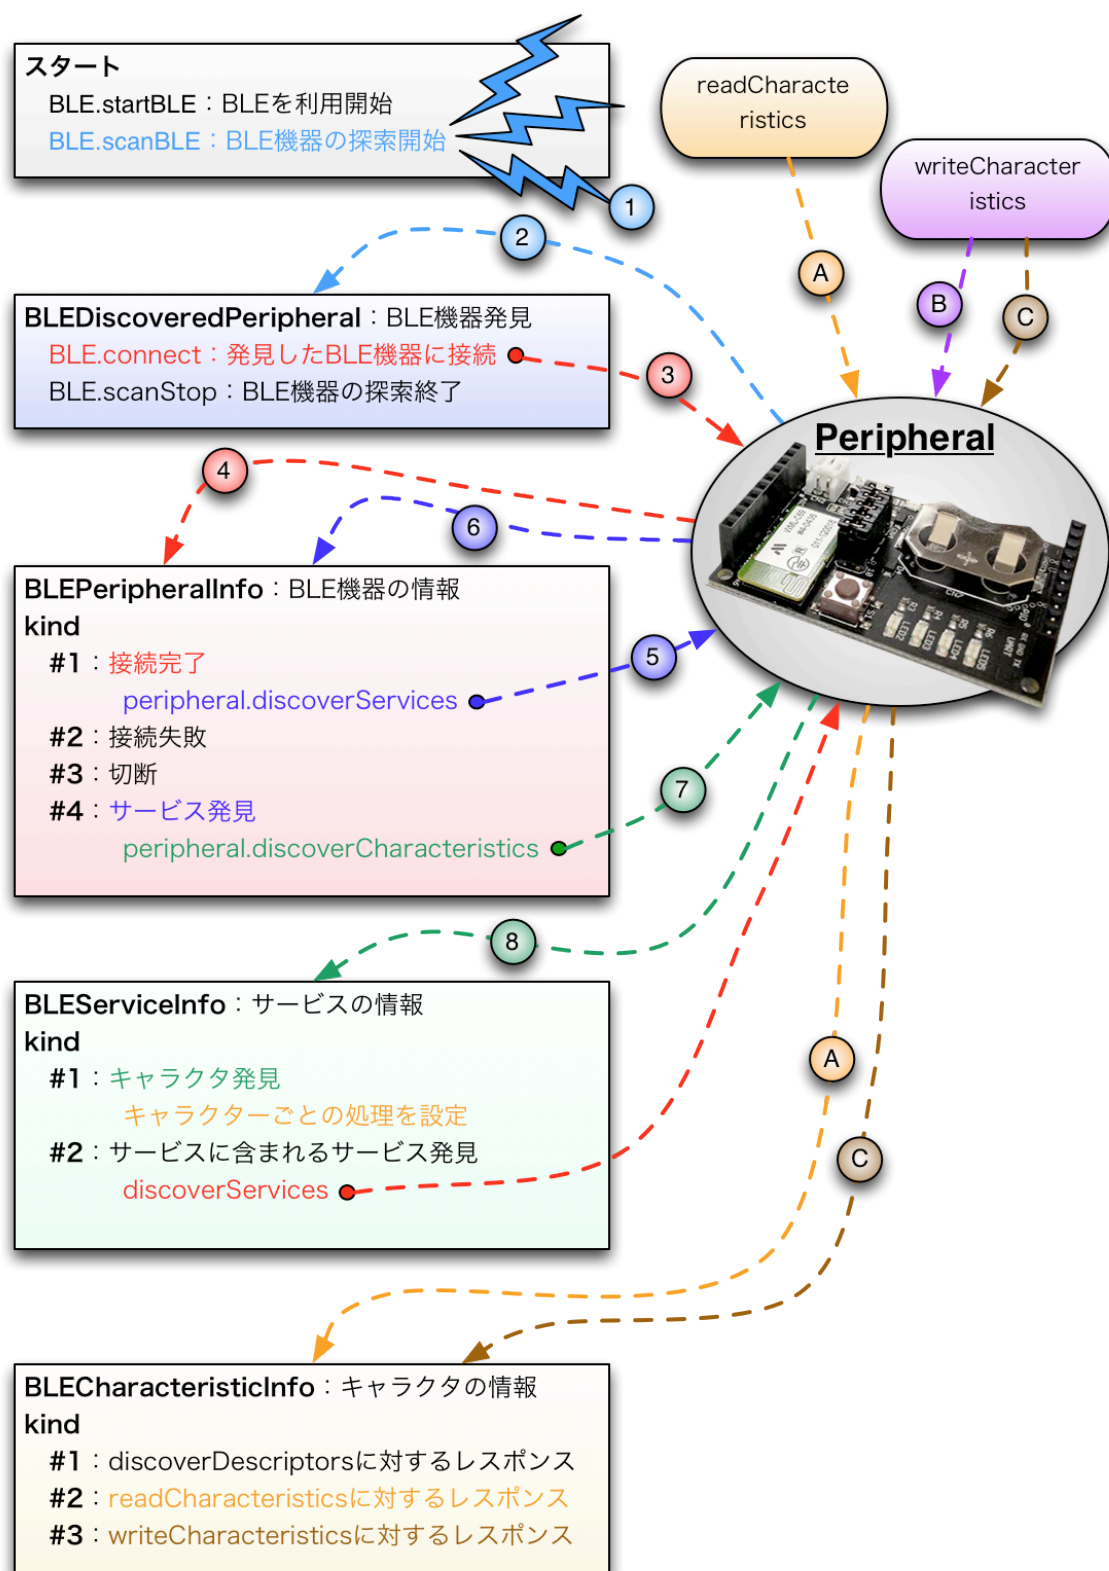 スタート
BLE.startBLE：BLEを利用開始
BLE.scanBLE：BLE機器の探索開始
1
readCharacte
ristics
writeCharacter
istics
2
A
B
C
BLEDiscoveredPeripheral：BLE機器発見
BLE.connect：発見したBLE機器に接続
BLE.scanStop：BLE機器の探索終了
3
Peripheral
4
6
BLEPeripheralInfo：BLE機器の情報
kind
#1：接続完了
peripheral.discoverServices
#2：接続失敗
#3：切断
#4：サービス発見
peripheral.discoverCharacteristics
5
7
8
BLEServiceInfo：サービスの情報
kind
#1：キャラクタ発見
キャラクターごとの処理を設定
#2：サービスに含まれるサービス発見
discoverServices
A
C
BLECharacteristicInfo：キャラクタの情報
kind
#1：discoverDescriptorsに対するレスポンス
#2：readCharacteristicsに対するレスポンス
#3：writeCharacteristicsに対するレスポンス
R3
R4
R5
R6
LED2
LED3
LED4
LED5
UART